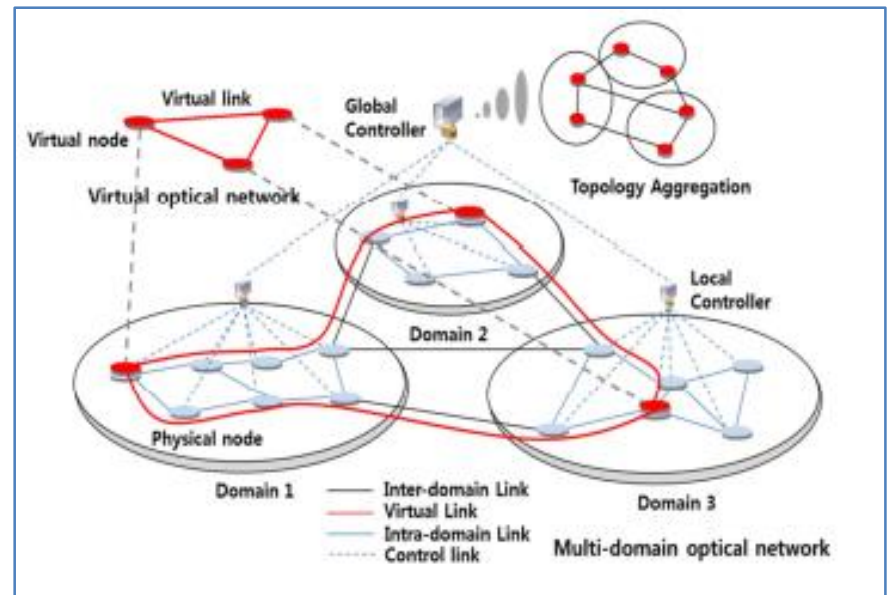 Virtual link
Virtual node
Virtual optical network
Global
Controller
Topology Aggregation
Local
Controller
Domain 2
Physical node
Domain 1
Domain 3
Inter-domain Link
Virtual Link
Intra-domain Link
Control link
Multi-domain optical network